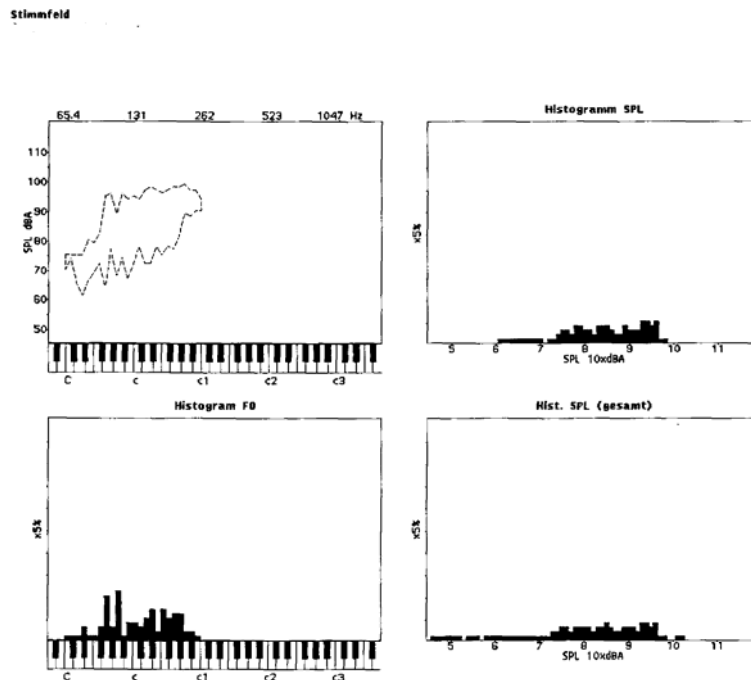 Stimmfeld
65.4 131 262 523 1047 Hz
110
100
90
80
70
60
50
SPL dBA
C c c1 c2 c3
Histogramm SPL
x5%
5 6 7 8 9 10 11
SPL 10xdBA
Histogram F0
x5%
C c c1 c2 c3
Hist. SPL (gesamt)
x5%
5 6 7 8 9 10 11
SPL 10xdBA